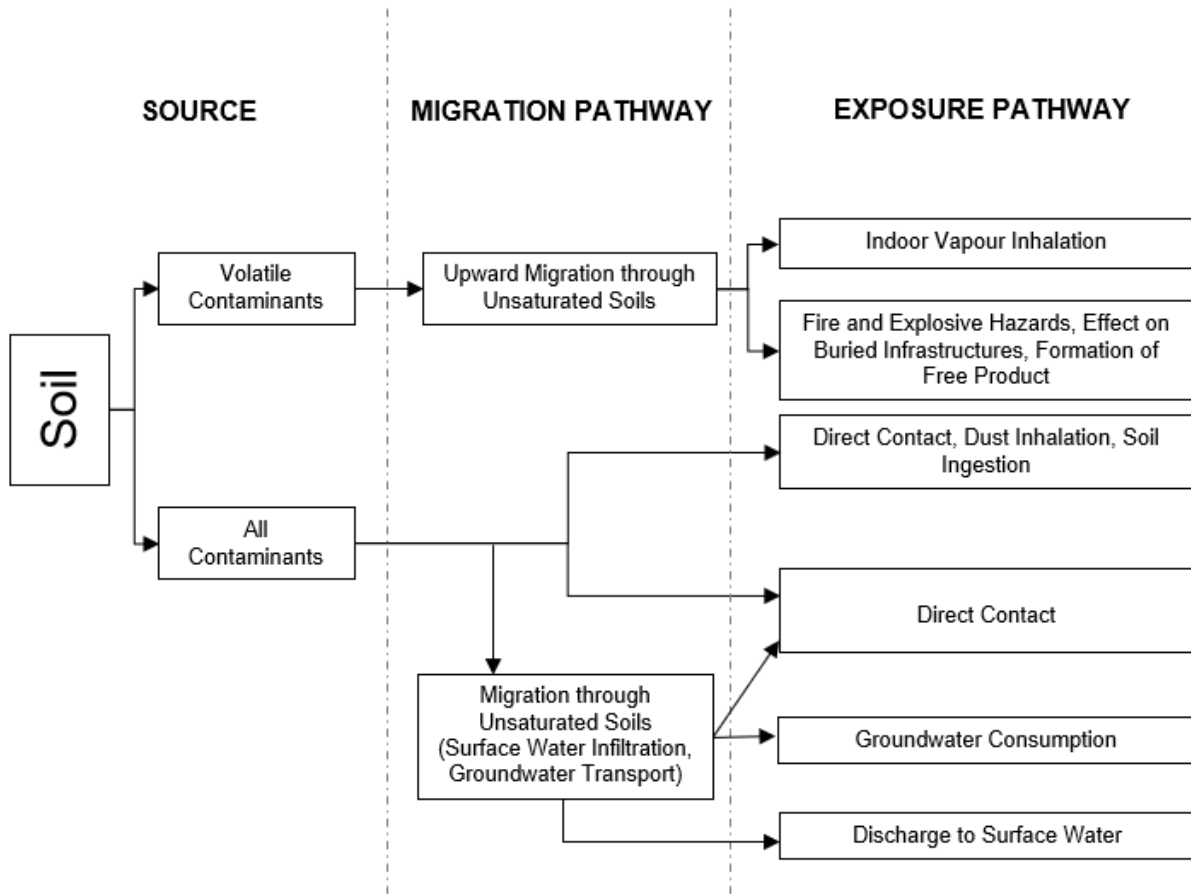 SOURCE
MIGRATION PATHWAY
EXPOSURE PATHWAY
Soil
Volatile
Contaminants
Upward Migration through
Unsaturated Soils
Indoor Vapour Inhalation
Fire and Explosive Hazards, Effect on
Buried Infrastructures, Formation of
Free Product
All
Contaminants
Direct Contact, Dust Inhalation, Soil
Ingestion
Direct Contact
Migration through
Unsaturated Soils
(Surface Water Infiltration,
Groundwater Transport)
Groundwater Consumption
Discharge to Surface Water